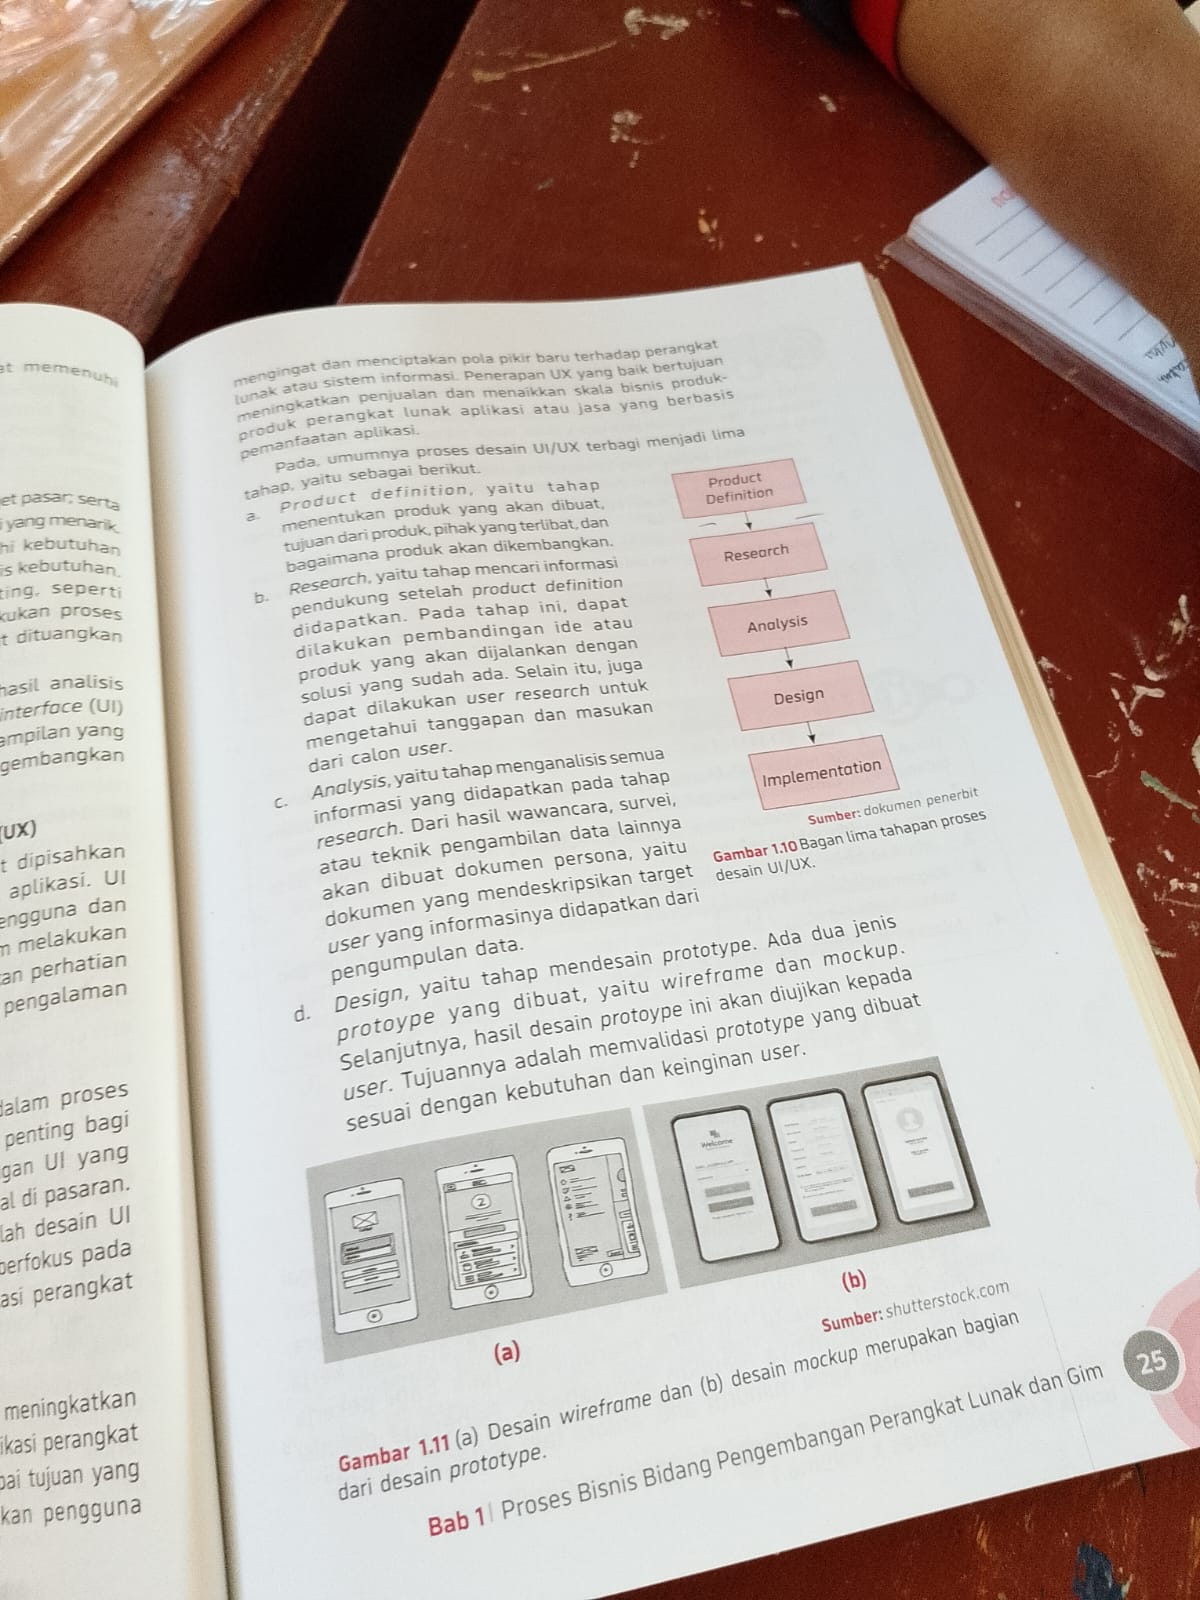 at memenuhi
et pasar; serta
i yang menarik.
hi kebutuhan
is kebutuhan.
ting, seperti
kukan proses
t dituangkan
hasil analisis
interface (UI)
ampilan yang
gembangkan
(UX)
t dipisahkan
aplikasi. UI
engguna dan
m melakukan
an perhatian
pengalaman
dalam proses
penting bagi
gan UI yang
al di pasaran.
lah desain UI
berfokus pada
asi perangkat
meningkatkan
ikasi perangkat
pai tujuan yang
kan pengguna
mengingat dan menciptakan pola pikir baru terhadap perangkat
lunak atau sistem informasi. Penerapan UX yang baik bertujuan
meningkatkan penjualan dan menaikkan skala bisnis produk-
produk perangkat lunak aplikasi atau jasa yang berbasis
pemanfaatan aplikasi.
Pada, umumnya proses desain UI/UX terbagi menjadi lima
tahap, yaitu sebagai berikut.
a. Product definition, yaitu tahap
menentukan produk yang akan dibuat,
tujuan dari produk, pihak yang terlibat, dan
bagaimana produk akan dikembangkan.
b. Research, yaitu tahap mencari informasi
pendukung setelah product definition
didapatkan. Pada tahap ini, dapat
dilakukan pembandingan ide atau
produk yang akan dijalankan dengan
solusi yang sudah ada. Selain itu, juga
dapat dilakukan user research untuk
mengetahui tanggapan dan masukan
dari calon user.
c. Analysis, yaitu tahap menganalisis semua
informasi yang didapatkan pada tahap
research. Dari hasil wawancara, survei,
atau teknik pengambilan data lainnya
akan dibuat dokumen persona, yaitu
dokumen yang mendeskripsikan target
user yang informasinya didapatkan dari
pengumpulan data.
Product
Definition
Research
Analysis
Design
Implementation
Sumber: dokumen penerbit
Gambar 1.10 Bagan lima tahapan proses
desain UI/UX.
d. Design, yaitu tahap mendesain prototype. Ada dua jenis
protoype yang dibuat, yaitu wireframe dan mockup.
Selanjutnya, hasil desain protoype ini akan diujikan kepada
user. Tujuannya adalah memvalidasi prototype yang dibuat
sesuai dengan kebutuhan dan keinginan user.
2
Welcome
(a)
(b)
Sumber: shutterstock.com
Gambar 1.11 (a) Desain wireframe dan (b) desain mockup merupakan bagian
dari desain prototype.
Bab 1 | Proses Bisnis Bidang Pengembangan Perangkat Lunak dan Gim
25